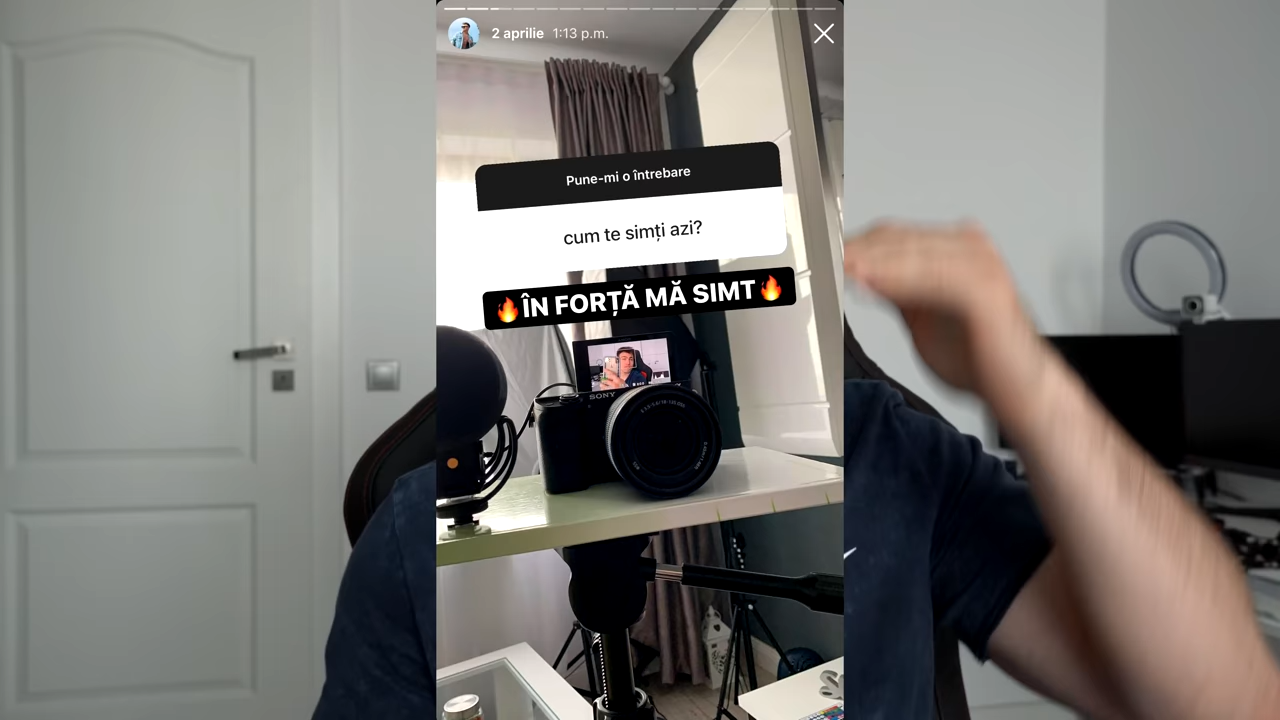 2 aprilie 1:13 p.m.
Pune-mi o întrebare
cum te simți azi?
🔥ÎN FORȚĂ MĂ SIMT🔥
SONY